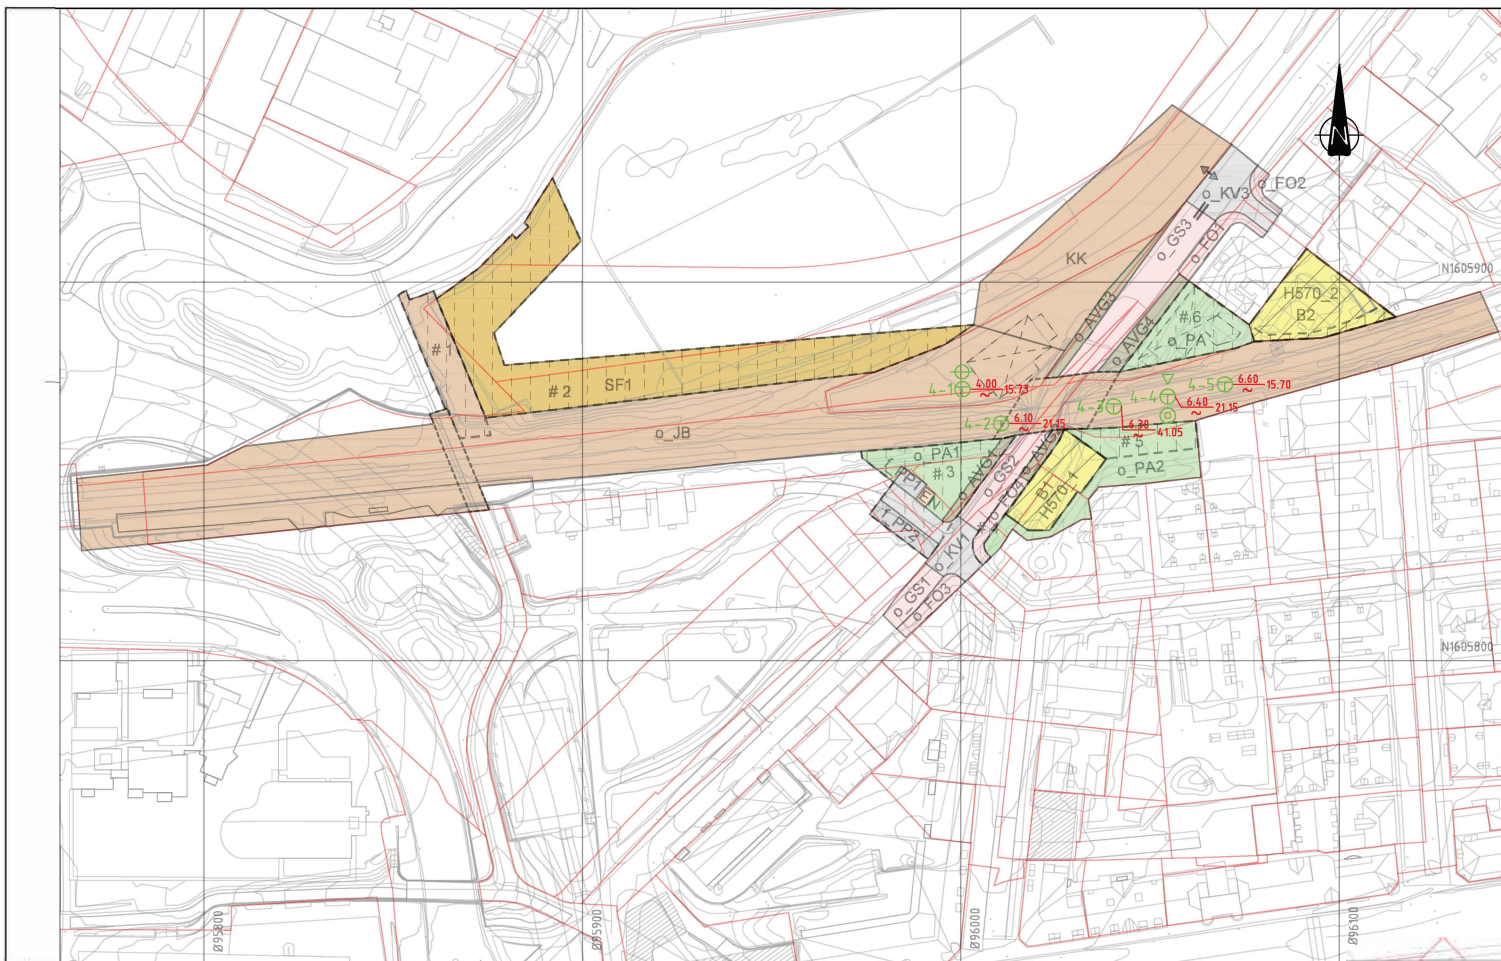 N
o_KV3
o_FO2
o_GS3
o_FO1
KK
N1605900
H570_2
B2
o_AVG3
# 6
o_AVG4
o_PA
# 1
# 2
SF1
4-1
4.00
~
15.73
4-5
6.60
~
15.70
4-4
6.40
~
21.15
4-3
6.30
~
41.05
4-2
6.10
~
21.15
o_JB
o_PA1
# 3
# 5
o_PA2
o_AVG1
o_GS2
o_FO4
B1
H570_1
EN
f_PP2
o_KV1
o_GS1
o_FO3
N1605800
Ø95800
Ø95900
Ø96000
Ø96100